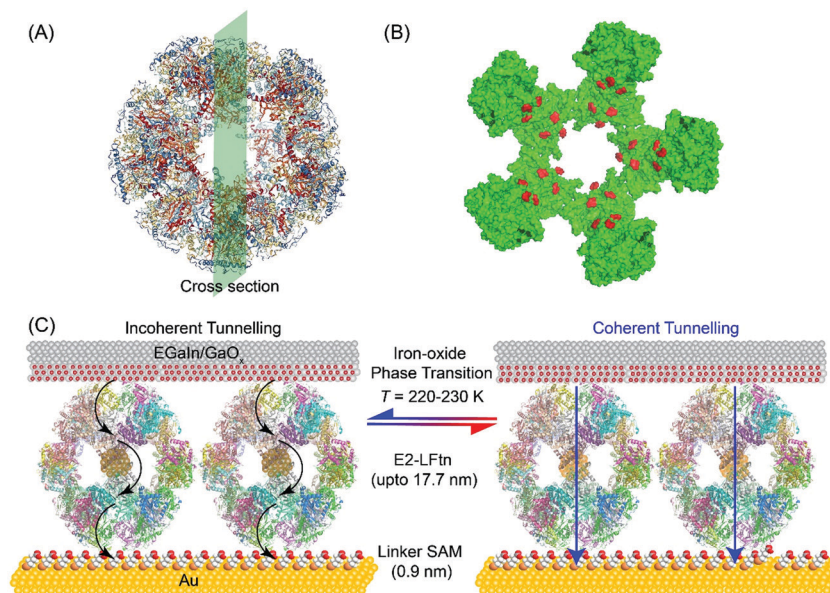 (A)
(B)
Cross section
(C)
Incoherent Tunnelling
EGaIn/GaOₓ
Iron-oxide
Phase Transition
T = 220-230 K
Coherent Tunnelling
E2-LFtn
(upto 17.7 nm)
Linker SAM
(0.9 nm)
Au